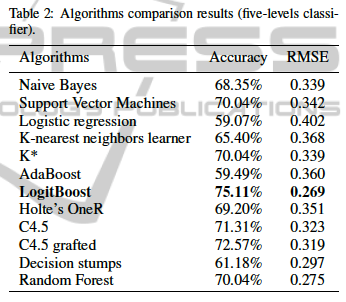 Table 2: Algorithms comparison results (five-levels classi-
fier).
Algorithms Accuracy RMSE
Naive Bayes 68.35% 0.339
Support Vector Machines 70.04% 0.342
Logistic regression 59.07% 0.402
K-nearest neighbors learner 65.40% 0.368
K* 70.04% 0.339
AdaBoost 59.49% 0.360
LogitBoost 75.11% 0.269
Holte's OneR 69.20% 0.351
C4.5 71.31% 0.323
C4.5 grafted 72.57% 0.319
Decision stumps 61.18% 0.297
Random Forest 70.04% 0.275